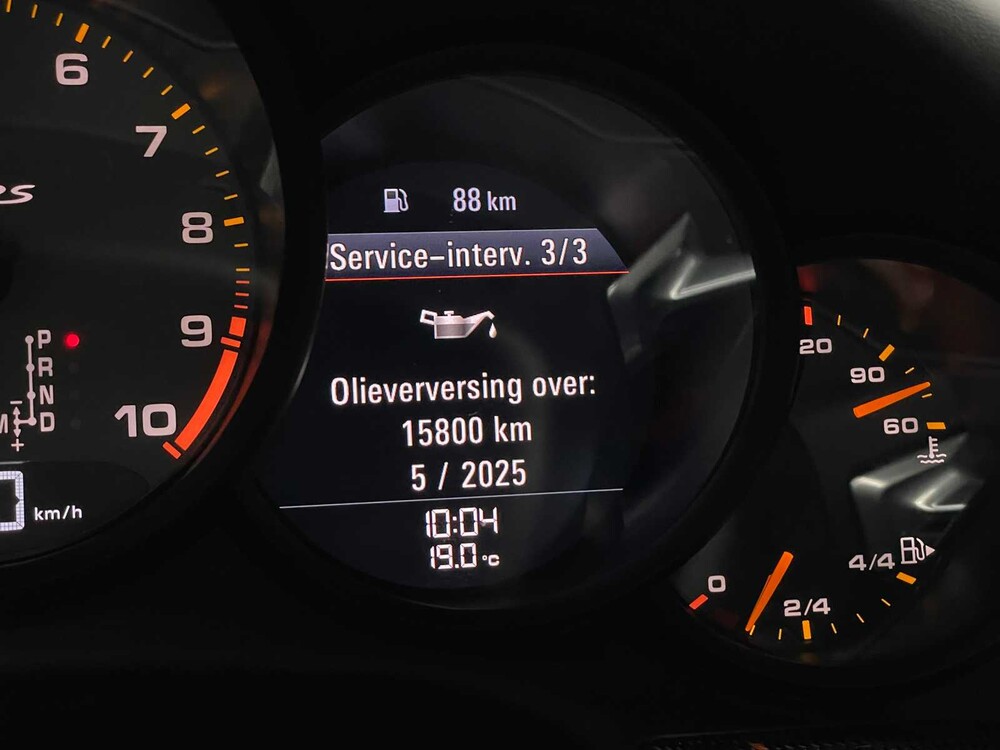 6
7
8
9
10
P
R
N
D
M
+
km/h
88 km
Service-interv. 3/3
Olieverversing over:
15800 km
5 / 2025
10:04
19.0 °C
90
60
0
2/4
4/4